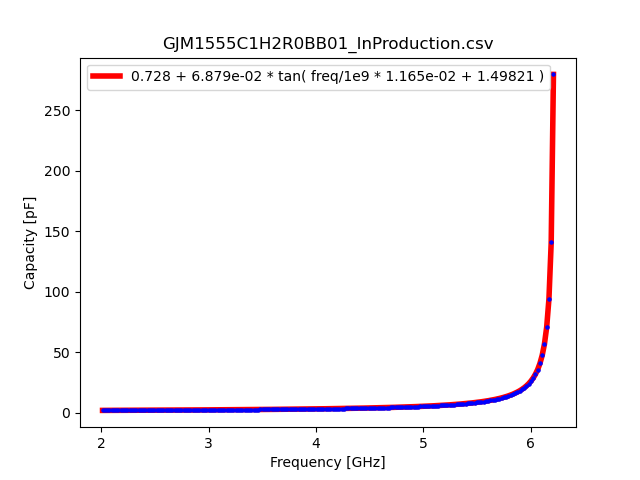 GJM1555C1H2R0BB01_InProduction.csv
0.728 + 6.879e-02 * tan( freq/1e9 * 1.165e-02 + 1.49821 )
Capacity [pF]
250
200
150
100
50
0
2 3 4 5 6
Frequency [GHz]